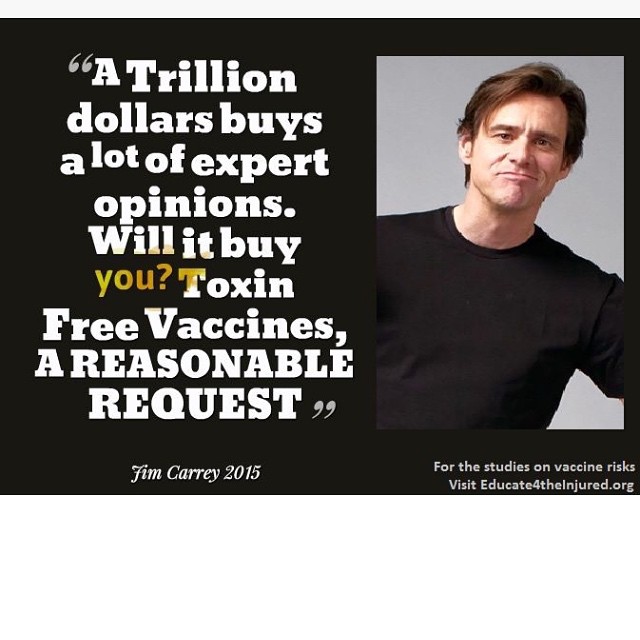 “A Trillion
dollars buys
a lot of expert
opinions.
Will it buy
you? Toxin
Free Vaccines,
A REASONABLE
REQUEST ”
Jim Carrey 2015
For the studies on vaccine risks
Visit Educate4theInjured.org